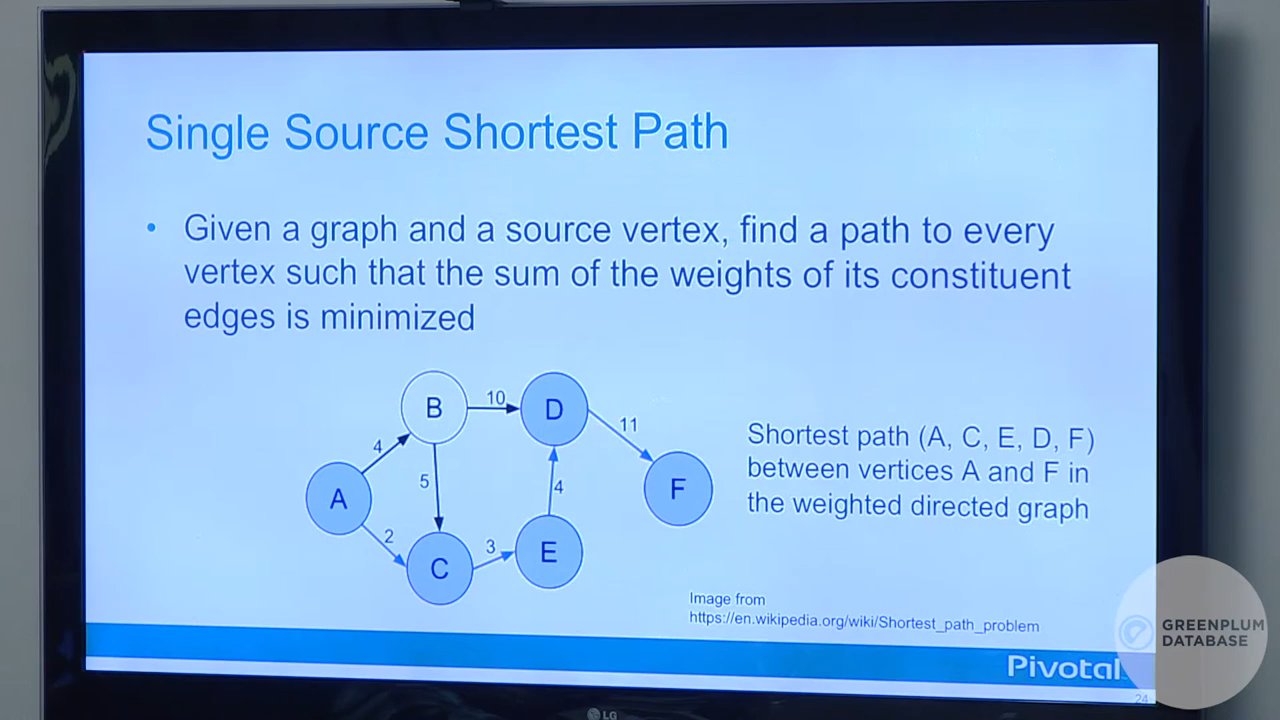 Single Source Shortest Path
• Given a graph and a source vertex, find a path to every
vertex such that the sum of the weights of its constituent
edges is minimized
B
10
D
11
4
5
4
F
A
2
3
E
C
Shortest path (A, C, E, D, F)
between vertices A and F in
the weighted directed graph
Image from
https://en.wikipedia.org/wiki/Shortest_path_problem
Pivotal
24
GREENPLUM
DATABASE
LG